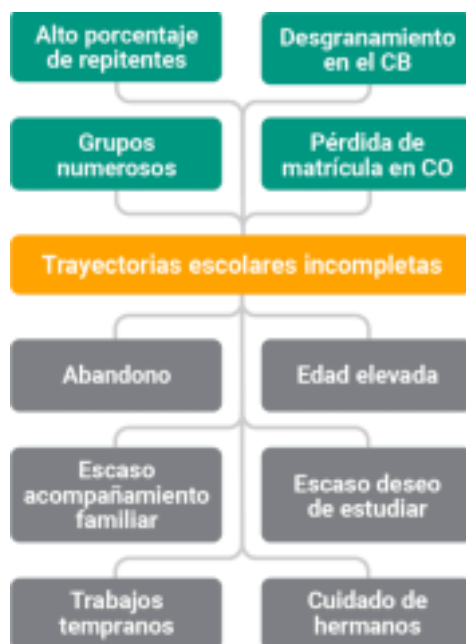 Alto porcentaje
de repitentes
Desgranamiento
en el CB
Grupos
numerosos
Pérdida de
matrícula en CO
Trayectorias escolares incompletas
Abandono
Edad elevada
Escaso
acompañamiento
familiar
Escaso deseo
de estudiar
Trabajos
tempranos
Cuidado de
hermanos